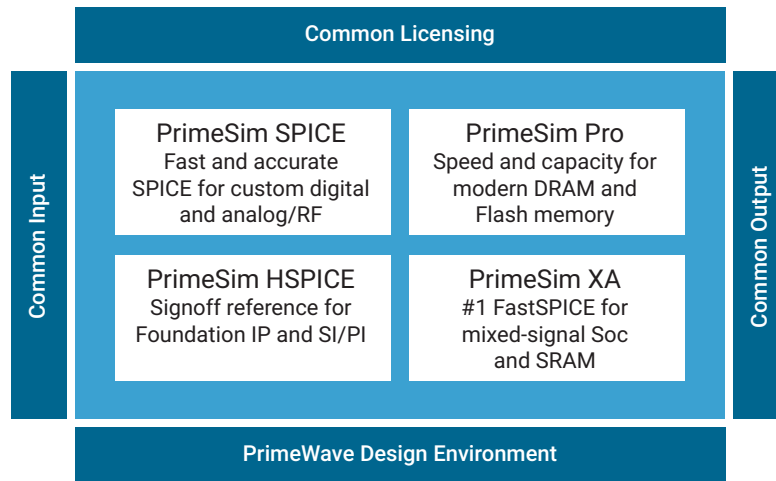 Common Licensing
Common Input
PrimeSim SPICE
Fast and accurate
SPICE for custom digital
and analog/RF
PrimeSim Pro
Speed and capacity for
modern DRAM and
Flash memory
PrimeSim HSPICE
Signoff reference for
Foundation IP and SI/PI
PrimeSim XA
#1 FastSPICE for
mixed-signal Soc
and SRAM
Common Output
PrimeWave Design Environment